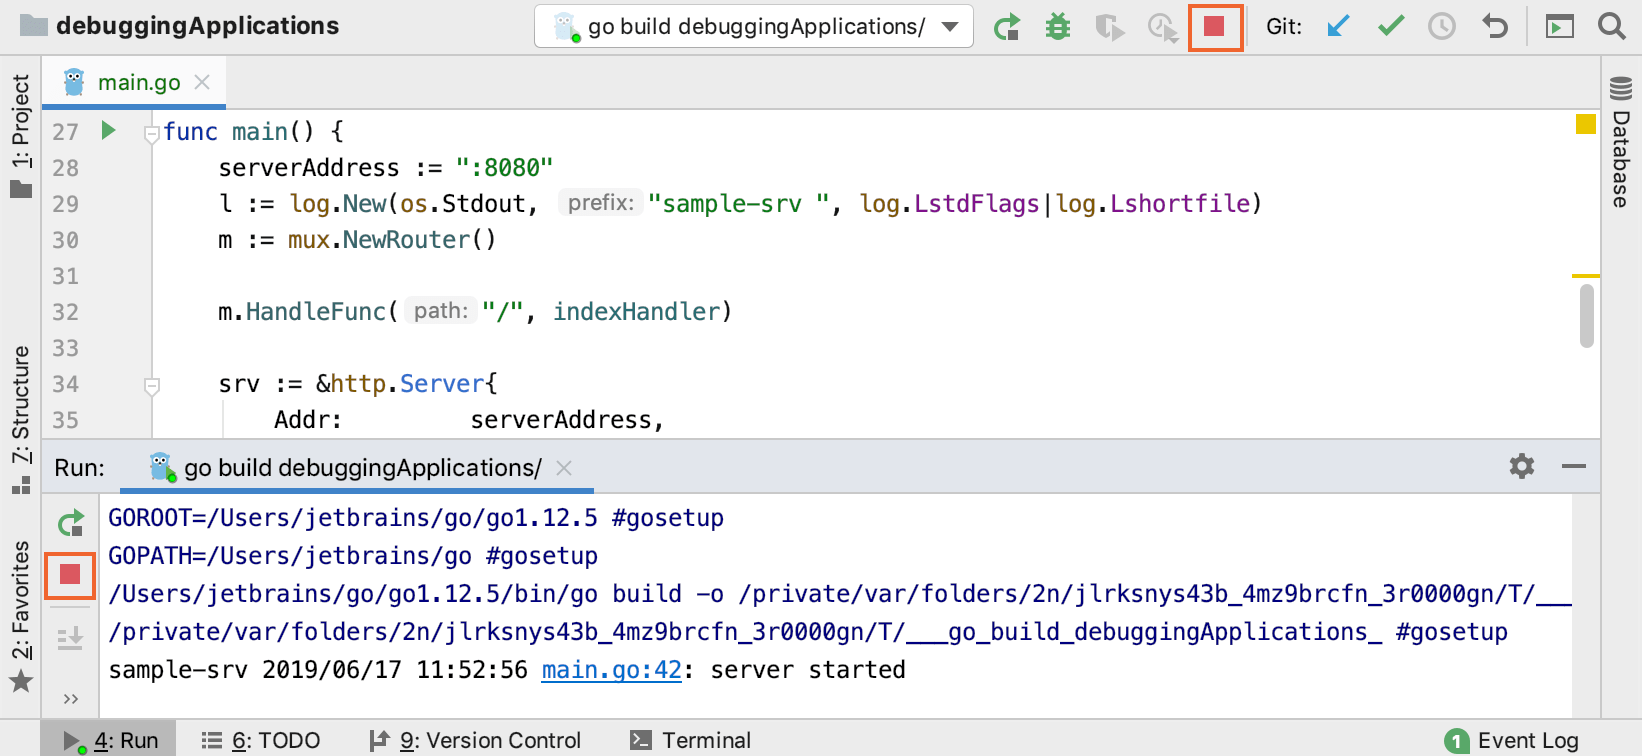 debuggingApplications
go build debuggingApplications/
Git:
1: Project
main.go
27 func main() {
28 serverAddress := ":8080"
29 l := log.New(os.Stdout, prefix: "sample-srv ", log.LstdFlags|log.Lshortfile)
30 m := mux.NewRouter()
31
32 m.HandleFunc( path: "/", indexHandler)
33
34 srv := &http.Server{
35 Addr: serverAddress,
Database
7: Structure
2: Favorites
Run: go build debuggingApplications/
GOROOT=/Users/jetbrains/go/go1.12.5 #gosetup
GOPATH=/Users/jetbrains/go #gosetup
/Users/jetbrains/go/go1.12.5/bin/go build -o /private/var/folders/2n/jlrksnys43b_4mz9brcfn_3r0000gn/T/___
/private/var/folders/2n/jlrksnys43b_4mz9brcfn_3r0000gn/T/___go_build_debuggingApplications_ #gosetup
sample-srv 2019/06/17 11:52:56 main.go:42: server started
4: Run
6: TODO
9: Version Control
Terminal
1 Event Log